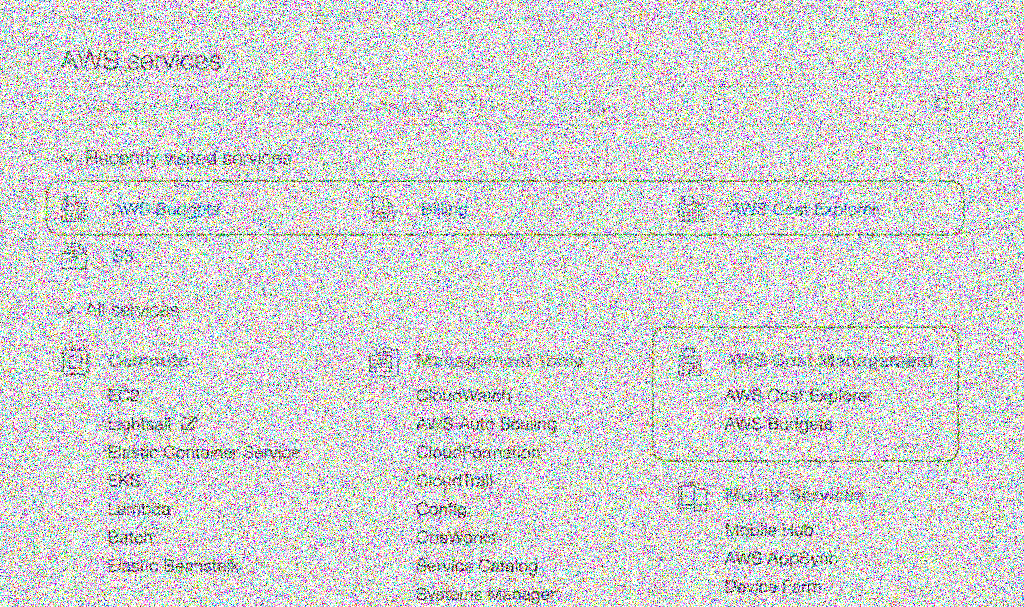 AWS services
Recently visited services
AWS Budgets
Billing
AWS Cost Explorer
S3
All services
Compute
EC2
Lightsail
Elastic Container Service
EKS
Lambda
Batch
Elastic Beanstalk
Management Tools
CloudWatch
AWS Auto Scaling
CloudFormation
CloudTrail
Config
OpsWorks
Service Catalog
Systems Manager
AWS Cost Management
AWS Cost Explorer
AWS Budgets
Mobile Services
Mobile Hub
AWS AppSync
Device Farm